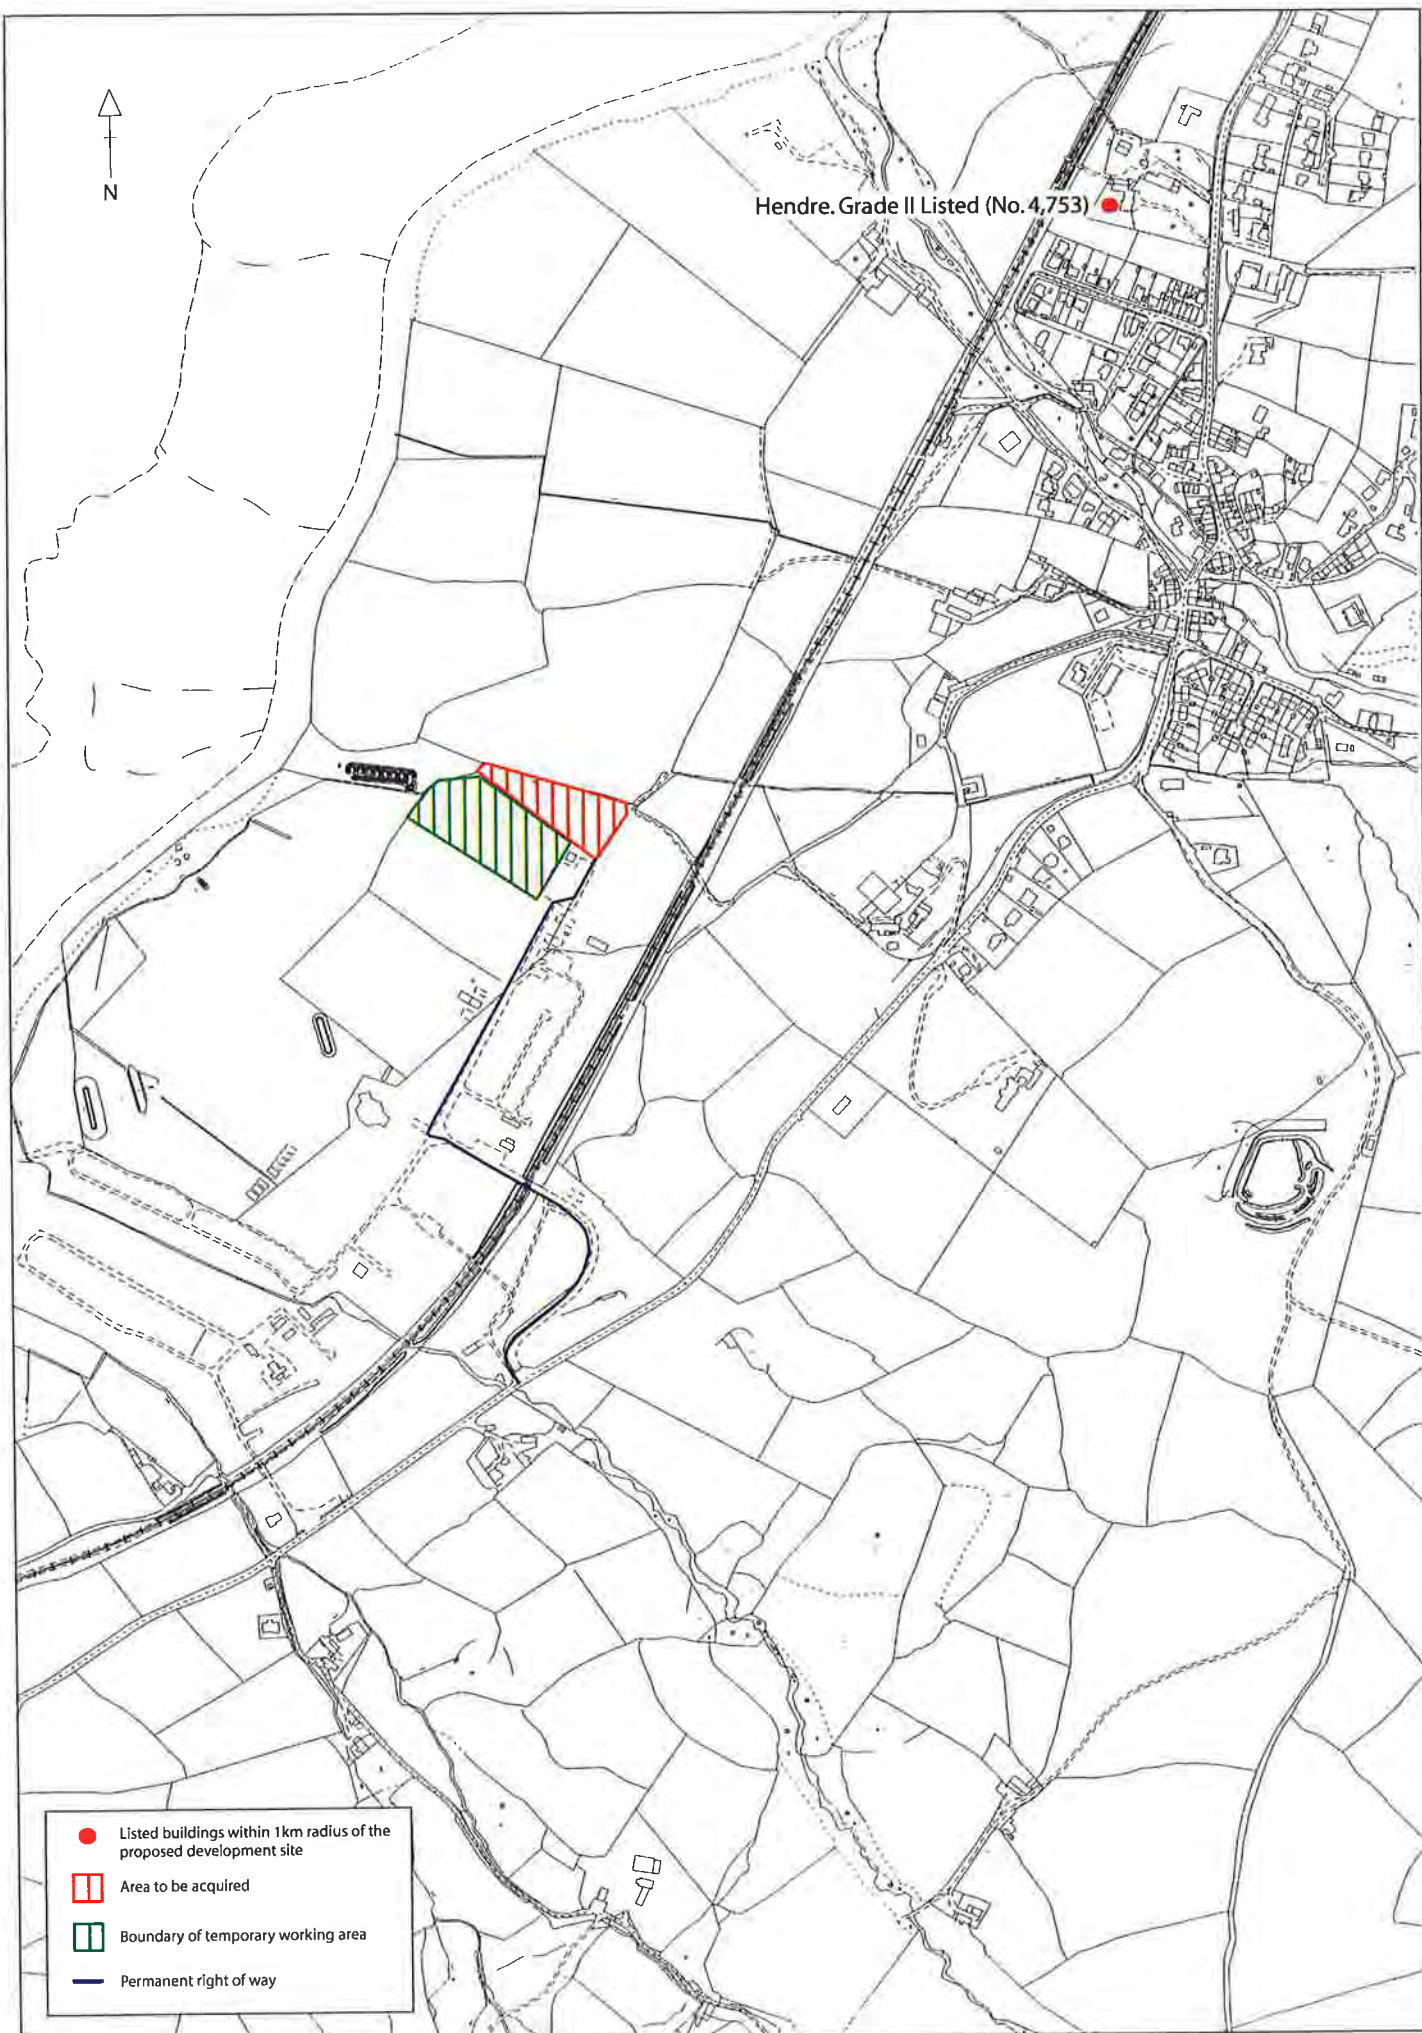 N
Hendre. Grade II Listed (No. 4,753)
Listed buildings within 1km radius of the
proposed development site
Area to be acquired
Boundary of temporary working area
Permanent right of way